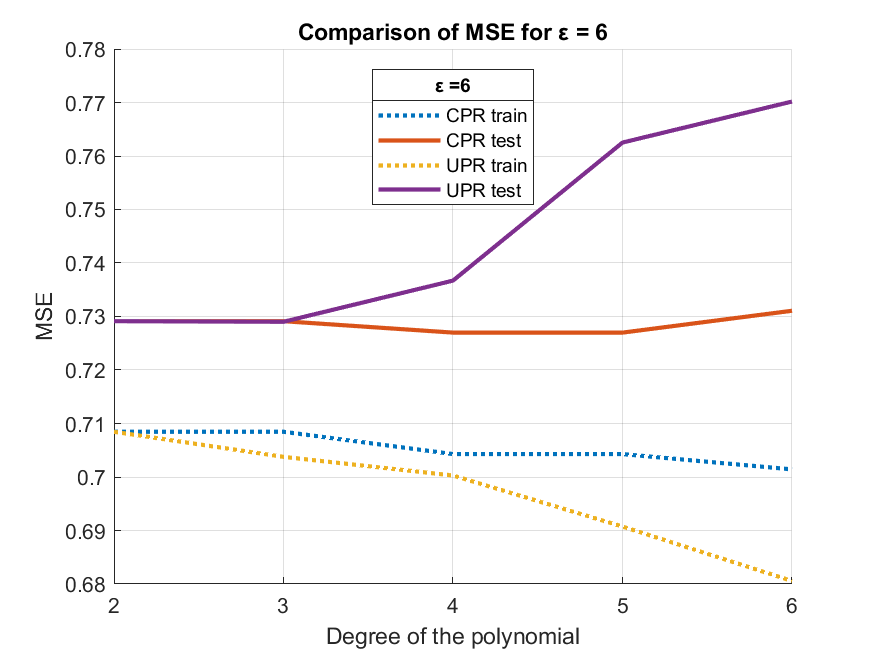 Comparison of MSE for ε = 6
0.78
0.77
0.76
0.75
0.74
0.73
0.72
0.71
0.7
0.69
0.68
MSE
ε =6
CPR train
CPR test
UPR train
UPR test
2 3 4 5 6
Degree of the polynomial